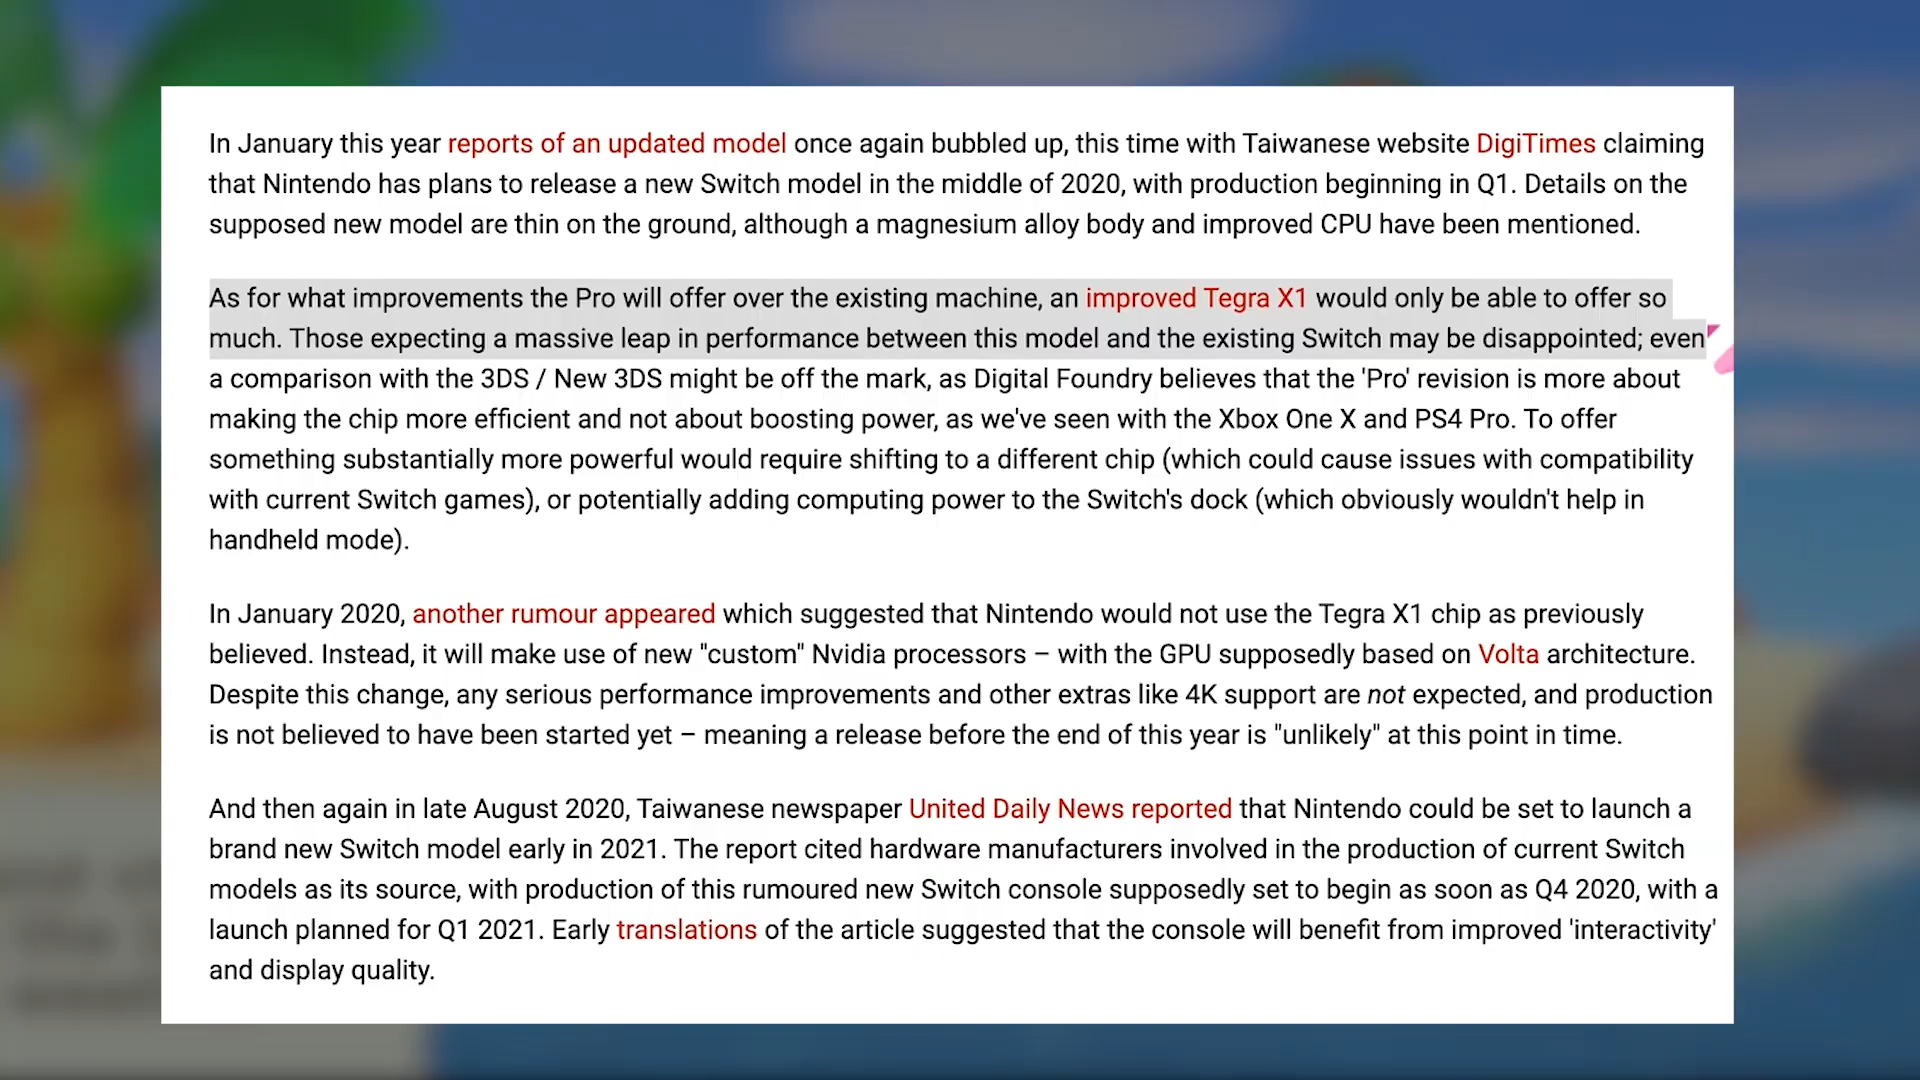 In January this year reports of an updated model once again bubbled up, this time with Taiwanese website DigiTimes claiming
that Nintendo has plans to release a new Switch model in the middle of 2020, with production beginning in Q1. Details on the
supposed new model are thin on the ground, although a magnesium alloy body and improved CPU have been mentioned.
As for what improvements the Pro will offer over the existing machine, an improved Tegra X1 would only be able to offer so
much. Those expecting a massive leap in performance between this model and the existing Switch may be disappointed; even
a comparison with the 3DS / New 3DS might be off the mark, as Digital Foundry believes that the 'Pro' revision is more about
making the chip more efficient and not about boosting power, as we've seen with the Xbox One X and PS4 Pro. To offer
something substantially more powerful would require shifting to a different chip (which could cause issues with compatibility
with current Switch games), or potentially adding computing power to the Switch's dock (which obviously wouldn't help in
handheld mode).
In January 2020, another rumour appeared which suggested that Nintendo would not use the Tegra X1 chip as previously
believed. Instead, it will make use of new "custom" Nvidia processors – with the GPU supposedly based on Volta architecture.
Despite this change, any serious performance improvements and other extras like 4K support are not expected, and production
is not believed to have been started yet – meaning a release before the end of this year is "unlikely" at this point in time.
And then again in late August 2020, Taiwanese newspaper United Daily News reported that Nintendo could be set to launch a
brand new Switch model early in 2021. The report cited hardware manufacturers involved in the production of current Switch
models as its source, with production of this rumoured new Switch console supposedly set to begin as soon as Q4 2020, with a
launch planned for Q1 2021. Early translations of the article suggested that the console will benefit from improved 'interactivity'
and display quality.